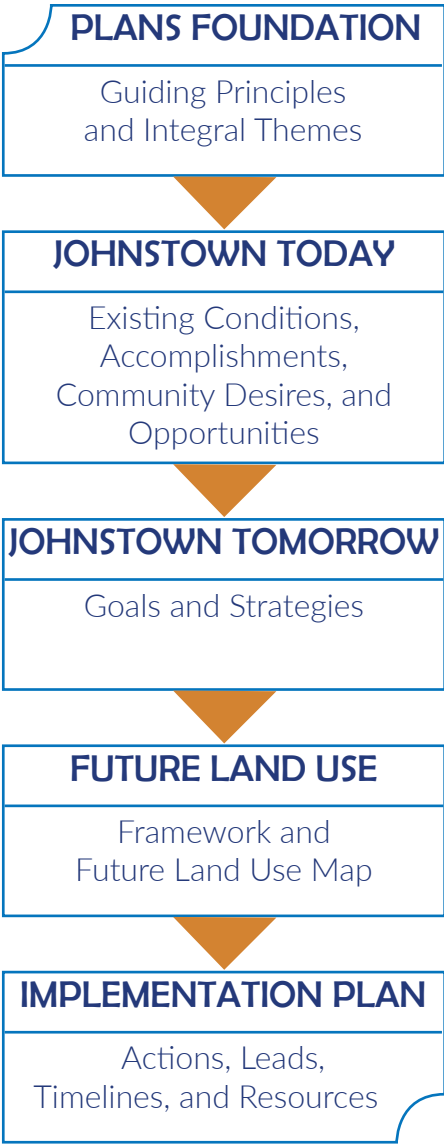 PLANS FOUNDATION
Guiding Principles
and Integral Themes
JOHNSTOWN TODAY
Existing Conditions,
Accomplishments,
Community Desires, and
Opportunities
JOHNSTOWN TOMORROW
Goals and Strategies
FUTURE LAND USE
Framework and
Future Land Use Map
IMPLEMENTATION PLAN
Actions, Leads,
Timelines, and Resources